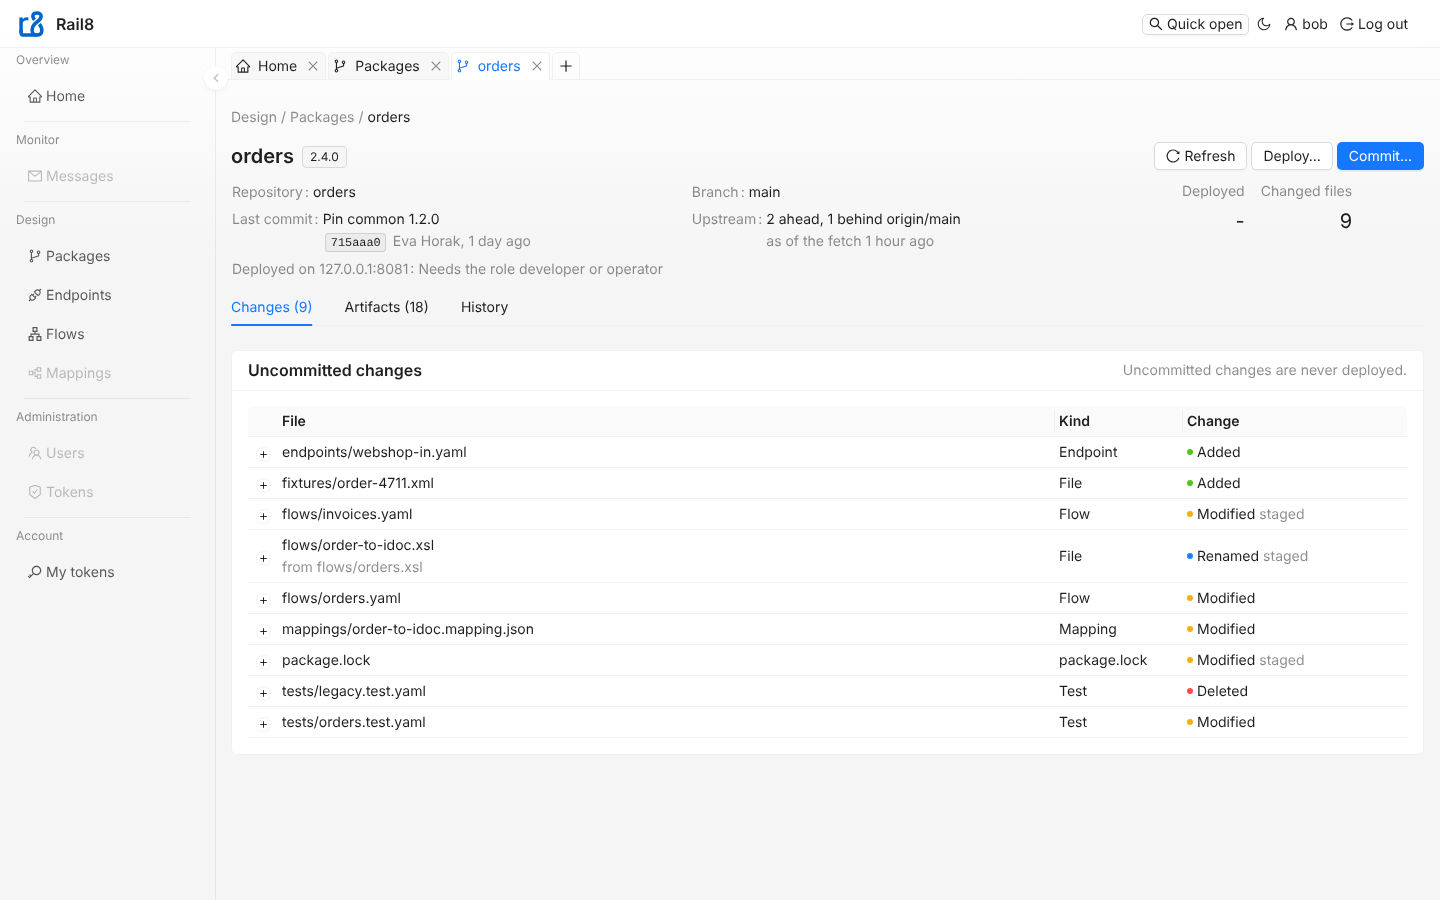 Rail8
Quick open
bob
Log out
Overview
Home
Monitor
Messages
Design
Packages
Endpoints
Flows
Mappings
Administration
Users
Tokens
Account
My tokens
Home
Packages
orders
Design / Packages / orders
orders 2.4.0
Refresh
Deploy...
Commit...
Repository: orders
Branch: main
Deployed
-
Changed files
9
Last commit: Pin common 1.2.0
715aaa0 Eva Horak, 1 day ago
Upstream: 2 ahead, 1 behind origin/main
as of the fetch 1 hour ago
Deployed on 127.0.0.1:8081: Needs the role developer or operator
Changes (9)
Artifacts (18)
History
Uncommitted changes
Uncommitted changes are never deployed.
File Kind Change
endpoints/webshop-in.yaml Endpoint Added
fixtures/order-4711.xml File Added
flows/invoices.yaml Flow Modified staged
flows/order-to-idoc.xsl
from flows/orders.xsl
File Renamed staged
flows/orders.yaml Flow Modified
mappings/order-to-idoc.mapping.json Mapping Modified
package.lock package.lock Modified staged
tests/legacy.test.yaml Test Deleted
tests/orders.test.yaml Test Modified